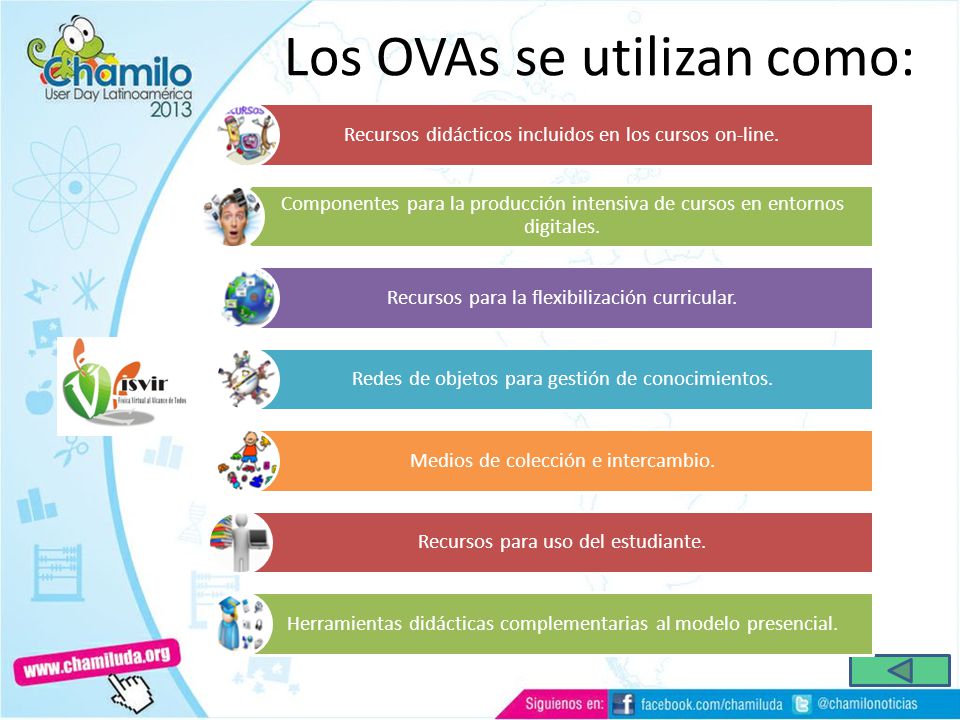 Los OVAs se utilizan como:
Chamilo
User Day Latinoamérica
2013
CURSOS
Recursos didácticos incluidos en los cursos on-line.
Componentes para la producción intensiva de cursos en entornos
digitales.
Recursos para la flexibilización curricular.
Redes de objetos para gestión de conocimientos.
isvir
Física Virtual al Alcance de Todos
Medios de colección e intercambio.
Recursos para uso del estudiante.
Herramientas didácticas complementarias al modelo presencial.
www.chamiluda.org
Siguienos en: facebook.com/chamiluda @chamilonoticias